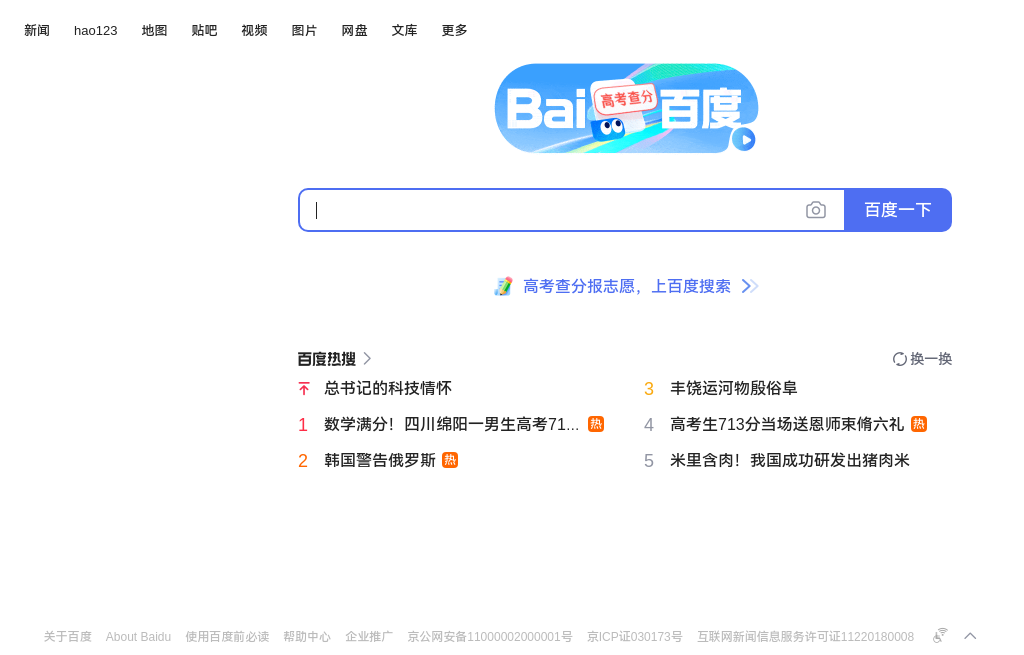 新闻 hao123 地图 贴吧 视频 图片 网盘 文库 更多
Bai 高考查分 百度
百度一下
高考查分报志愿，上百度搜索
百度热搜
换一换
总书记的科技情怀
1 数学满分！四川绵阳一男生高考71... 热
2 韩国警告俄罗斯 热
3 丰饶运河物殷俗阜
4 高考生713分当场送恩师束脩六礼 热
5 米里含肉！我国成功研发出猪肉米
关于百度 About Baidu 使用百度前必读 帮助中心 企业推广 京公网安备11000002000001号 京ICP证030173号 互联网新闻信息服务许可证11220180008